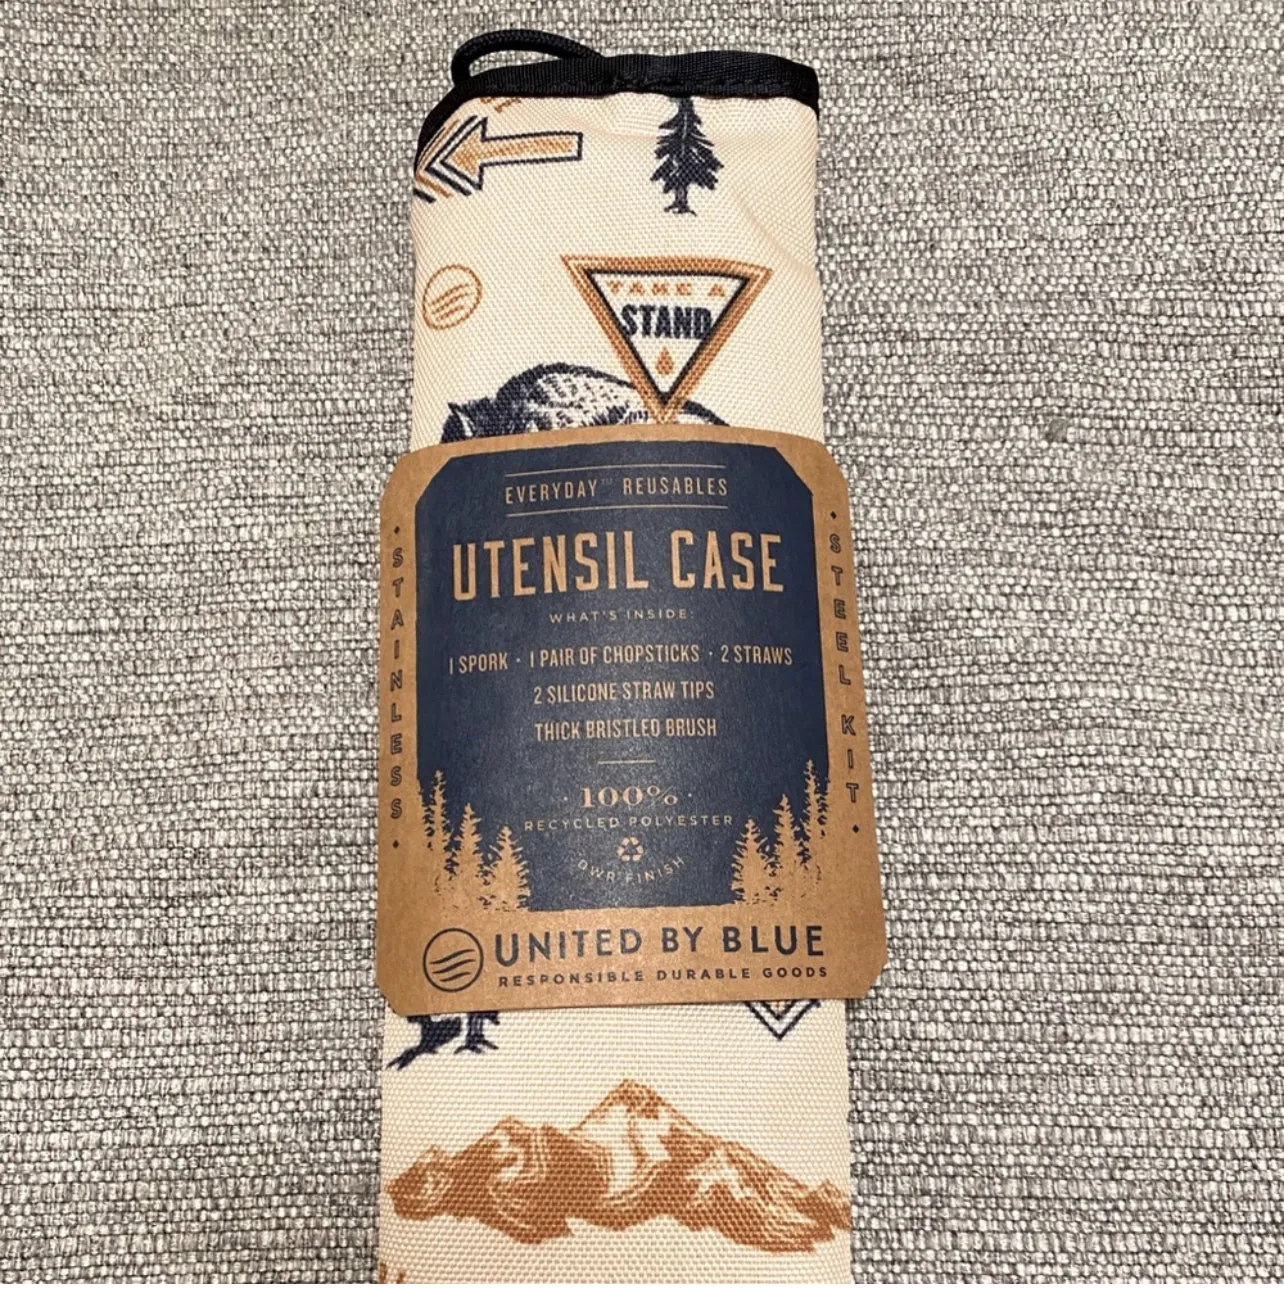 TAKE A
STAND
EVERYDAY™ REUSABLES
UTENSIL CASE
WHAT'S INSIDE:
1 SPORK · 1 PAIR OF CHOPSTICKS · 2 STRAWS
2 SILICONE STRAW TIPS
THICK BRISTLED BRUSH
· 100% ·
RECYCLED POLYESTER
DWR FINISH
STAINLESS
STEEL KIT
UNITED BY BLUE
RESPONSIBLE DURABLE GOODS